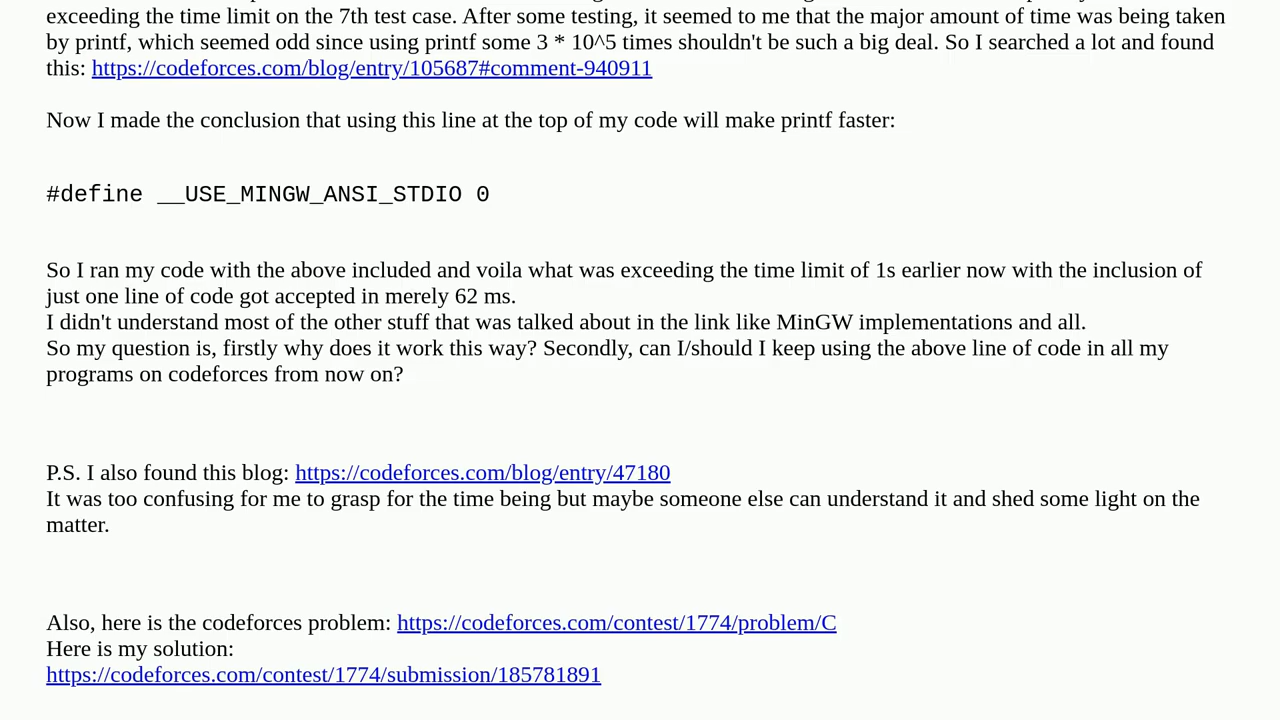 exceeding the time limit on the 7th test case. After some testing, it seemed to me that the major amount of time was being taken
by printf, which seemed odd since using printf some 3 * 10^5 times shouldn't be such a big deal. So I searched a lot and found
this: https://codeforces.com/blog/entry/105687#comment-940911
Now I made the conclusion that using this line at the top of my code will make printf faster:
#define __USE_MINGW_ANSI_STDIO 0
So I ran my code with the above included and voila what was exceeding the time limit of 1s earlier now with the inclusion of
just one line of code got accepted in merely 62 ms.
I didn't understand most of the other stuff that was talked about in the link like MinGW implementations and all.
So my question is, firstly why does it work this way? Secondly, can I/should I keep using the above line of code in all my
programs on codeforces from now on?
P.S. I also found this blog: https://codeforces.com/blog/entry/47180
It was too confusing for me to grasp for the time being but maybe someone else can understand it and shed some light on the
matter.
Also, here is the codeforces problem: https://codeforces.com/contest/1774/problem/C
Here is my solution:
https://codeforces.com/contest/1774/submission/185781891